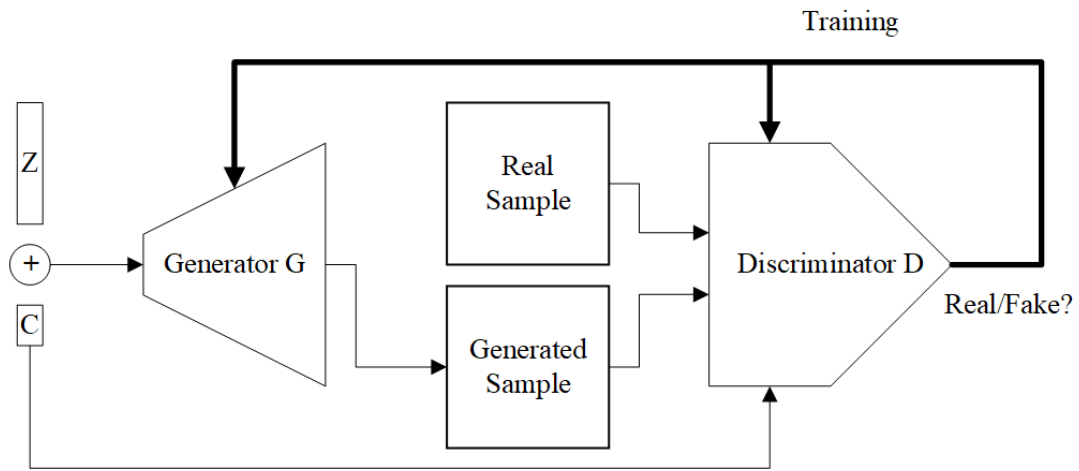 Training
Z
+
C
Generator G
Real
Sample
Generated
Sample
Discriminator D
Real/Fake?